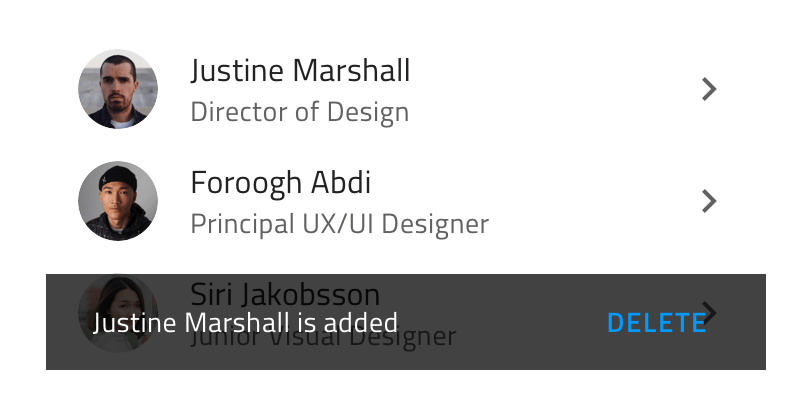 Justine Marshall
Director of Design
Foroogh Abdi
Principal UX/UI Designer
Siri Jakobsson
Justine Marshall is added DELETE
Junior Visual Designer